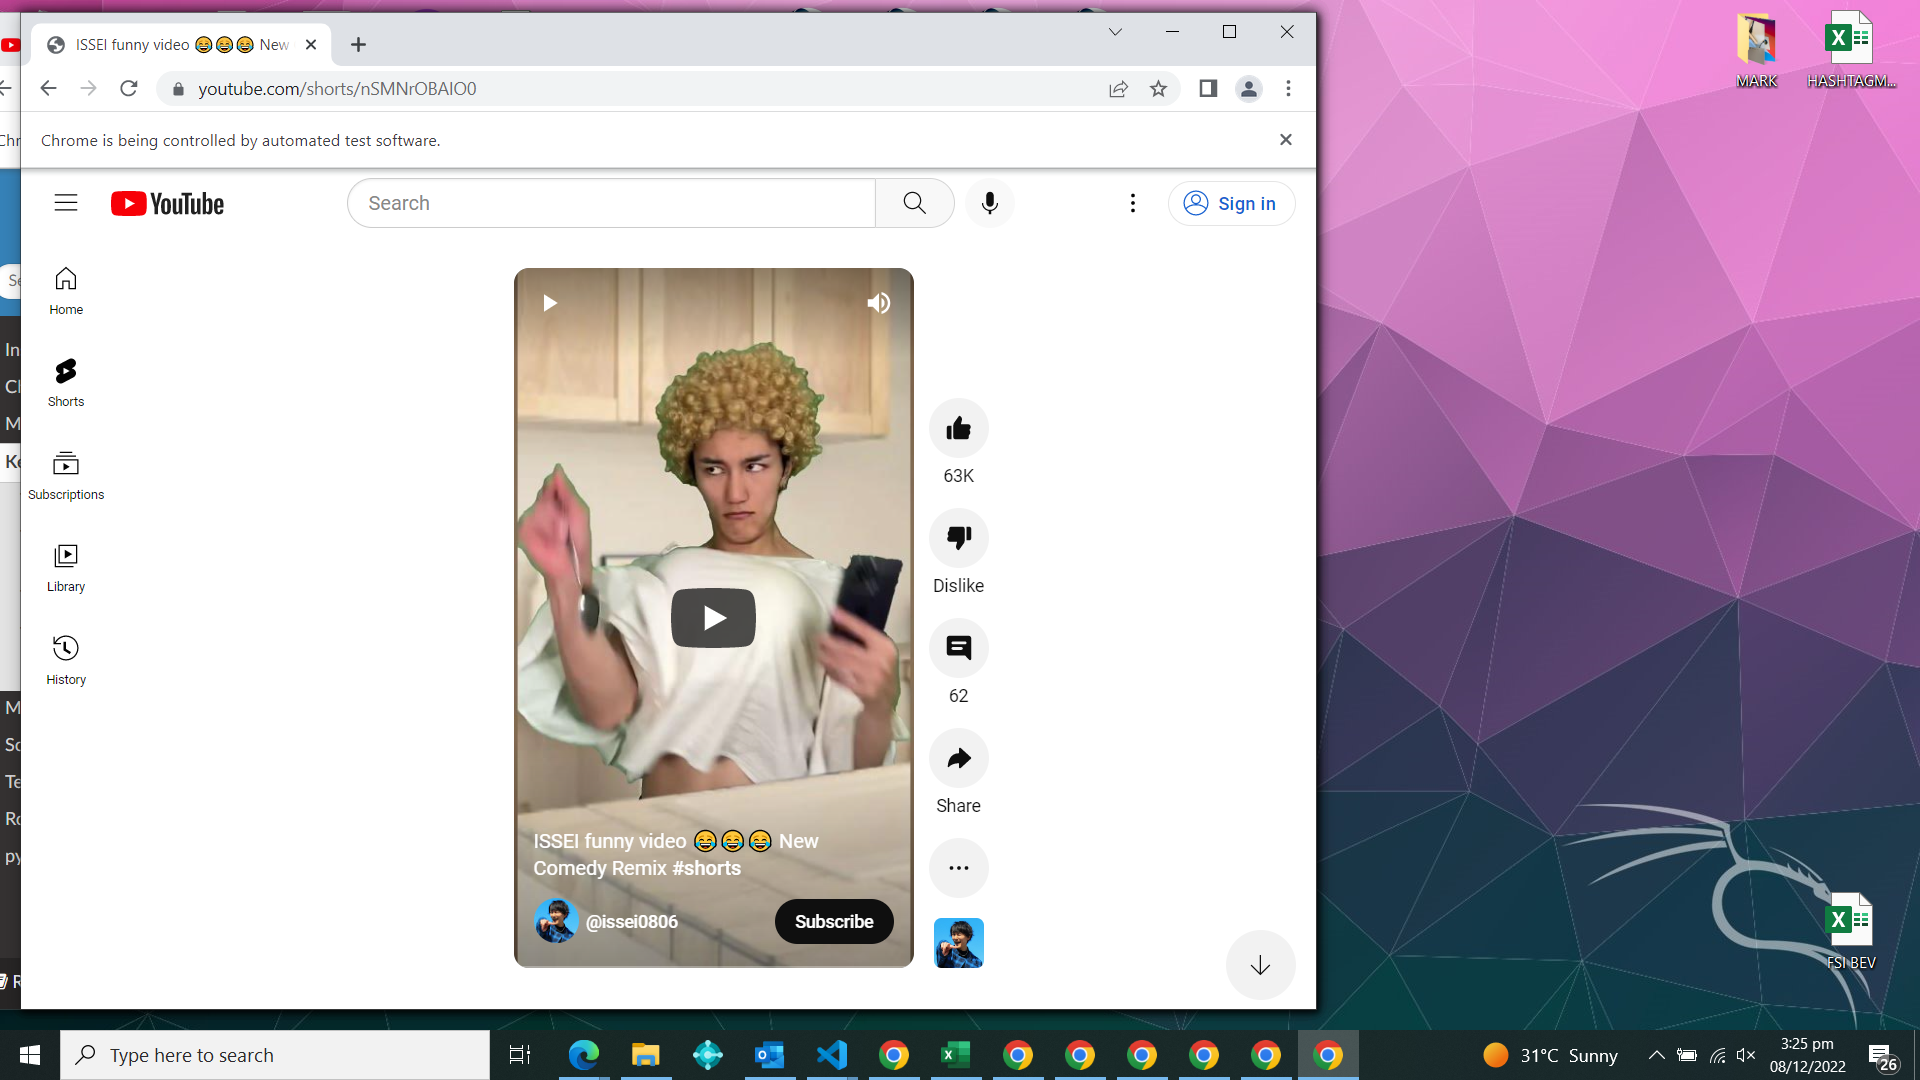 ISSEI funny video 😂😂😂 New
youtube.com/shorts/nSMNrOBAIO0
Chrome is being controlled by automated test software.
YouTube
Search
Sign in
Home
Shorts
Subscriptions
Library
History
63K
Dislike
62
Share
ISSEI funny video 😂😂😂 New
Comedy Remix #shorts
@issei0806
Subscribe
MARK
HASHTAGM...
FSI BEV
Type here to search
31°C Sunny
3:25 pm
08/12/2022
26